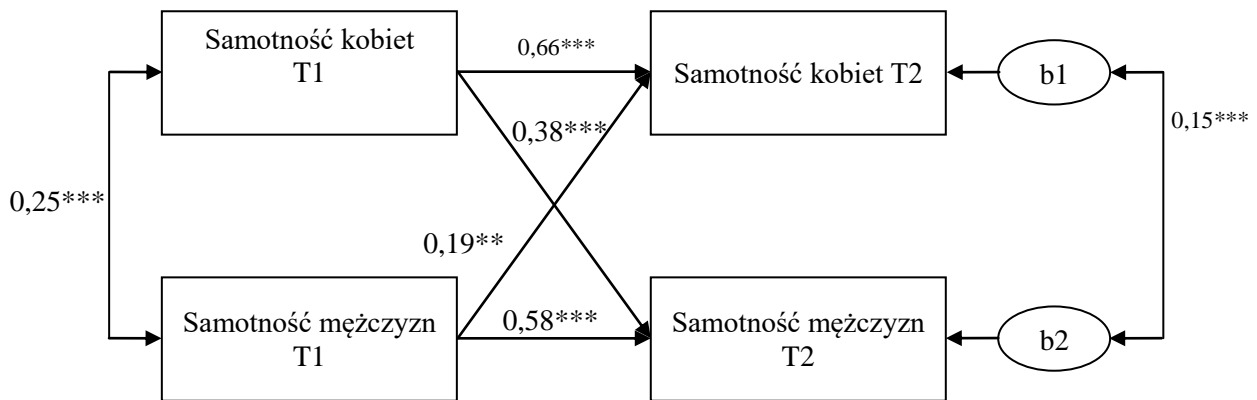 Samotność kobiet
T1
0,66***
Samotność kobiet T2
b1
0,38***
0,15***
0,25***
0,19**
Samotność mężczyzn
T1
0,58***
Samotność mężczyzn
T2
b2